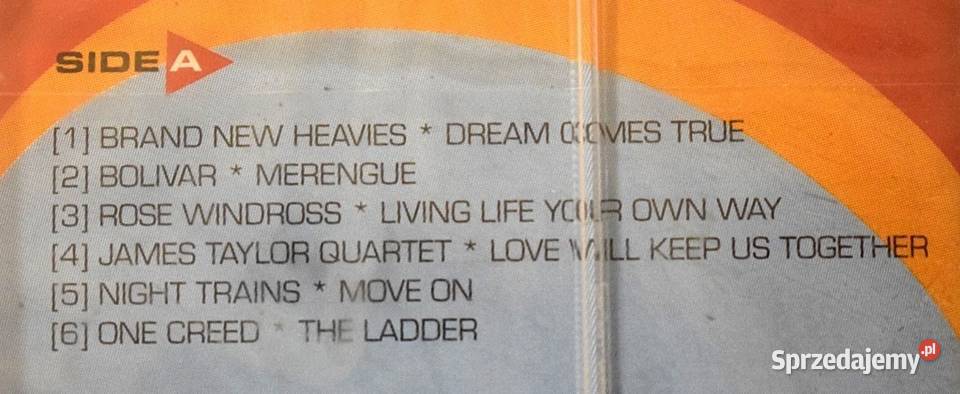 SIDE A
[1] BRAND NEW HEAVIES * DREAM COMES TRUE
[2] BOLIVAR * MERENGUE
[3] ROSE WINDROSS * LIVING LIFE YOUR OWN WAY
[4] JAMES TAYLOR QUARTET * LOVE WILL KEEP US TOGETHER
[5] NIGHT TRAINS * MOVE ON
[6] ONE CREED * THE LADDER
Sprzedajemy.pl